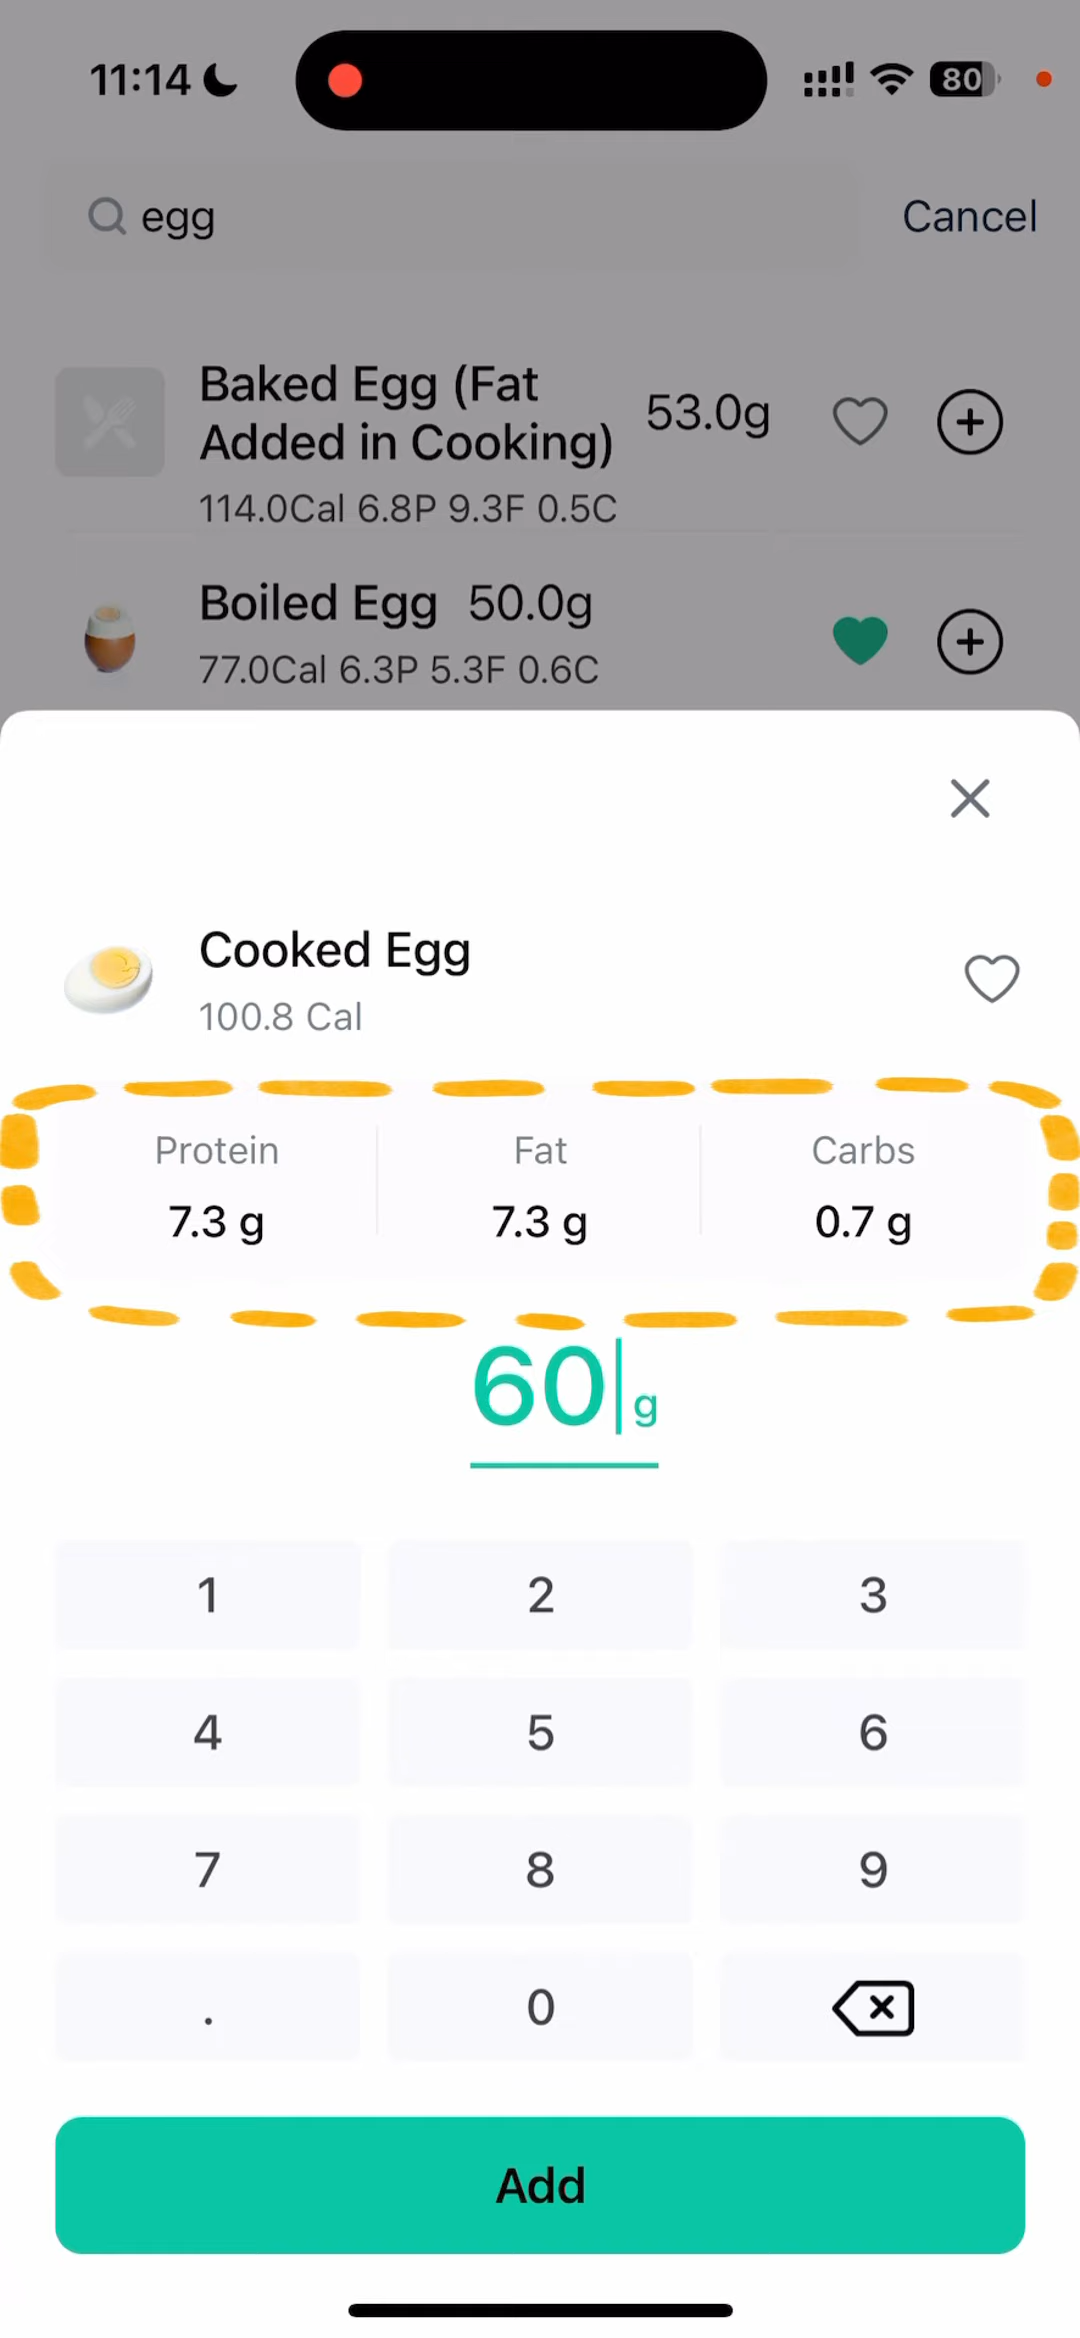 11:14
80
egg
Cancel
Baked Egg (Fat
Added in Cooking)
53.0g
114.0Cal 6.8P 9.3F 0.5C
Boiled Egg 50.0g
77.0Cal 6.3P 5.3F 0.6C
Cooked Egg
100.8 Cal
Protein Fat Carbs
7.3 g 7.3 g 0.7 g
60 g
1 2 3
4 5 6
7 8 9
. 0
Add